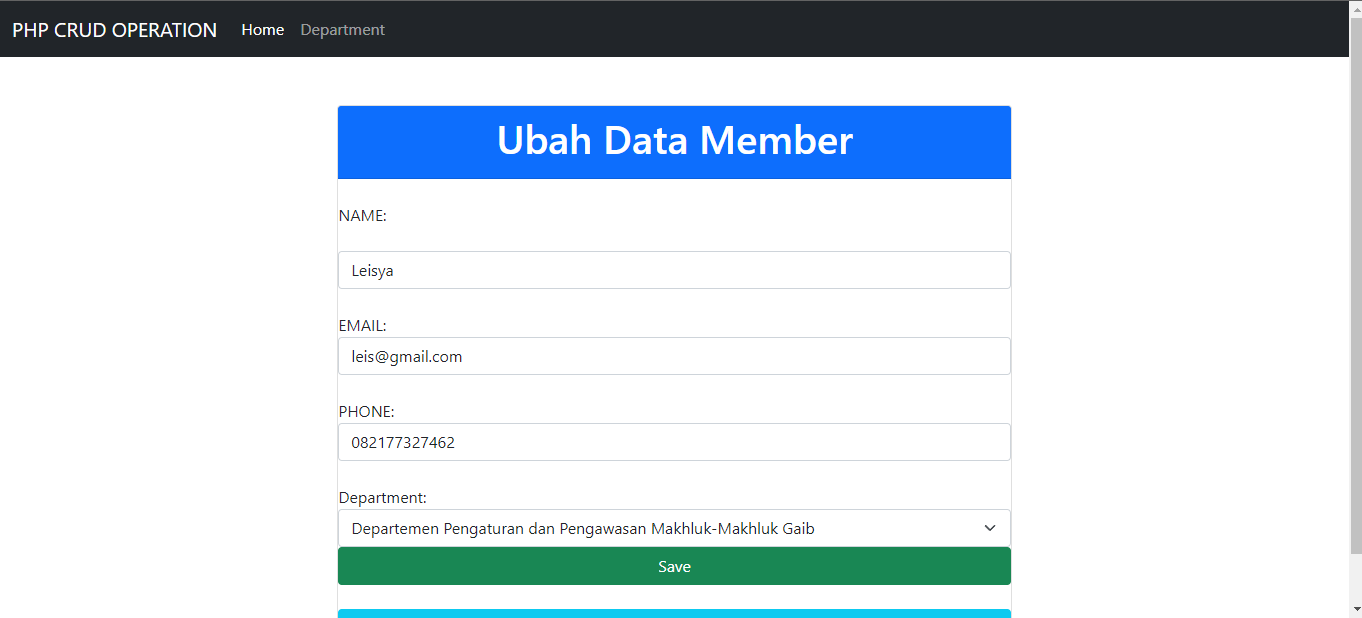 PHP CRUD OPERATION Home Department
Ubah Data Member
NAME:
Leisya
EMAIL:
leis@gmail.com
PHONE:
082177327462
Department:
Departemen Pengaturan dan Pengawasan Makhluk-Makhluk Gaib
Save